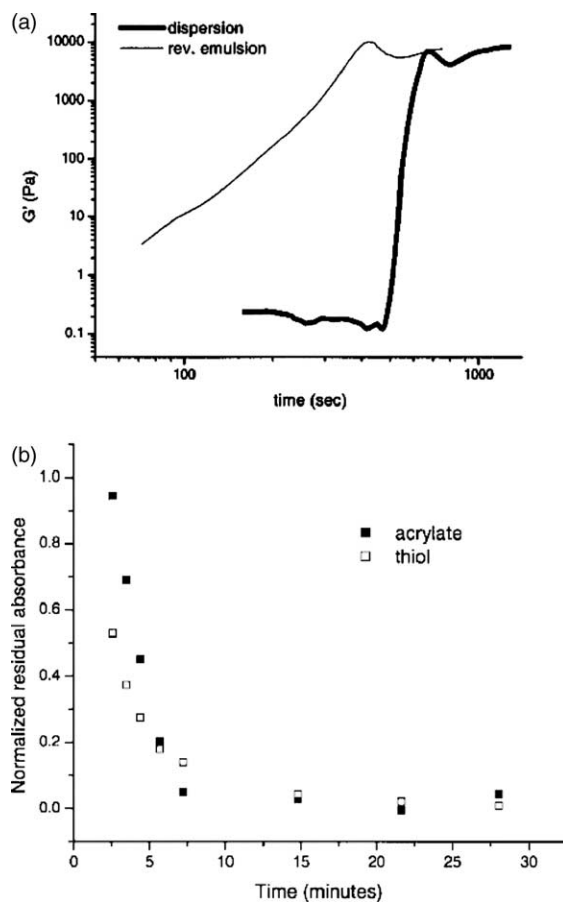 (a)
dispersion
rev. emulsion
10000
1000
100
10
1
0.1
G' (Pa)
100
1000
time (sec)
(b)
1.0
0.8
0.6
0.4
0.2
0.0
Normalized residual absorbance
acrylate
thiol
0
5
10
15
20
25
30
Time (minutes)